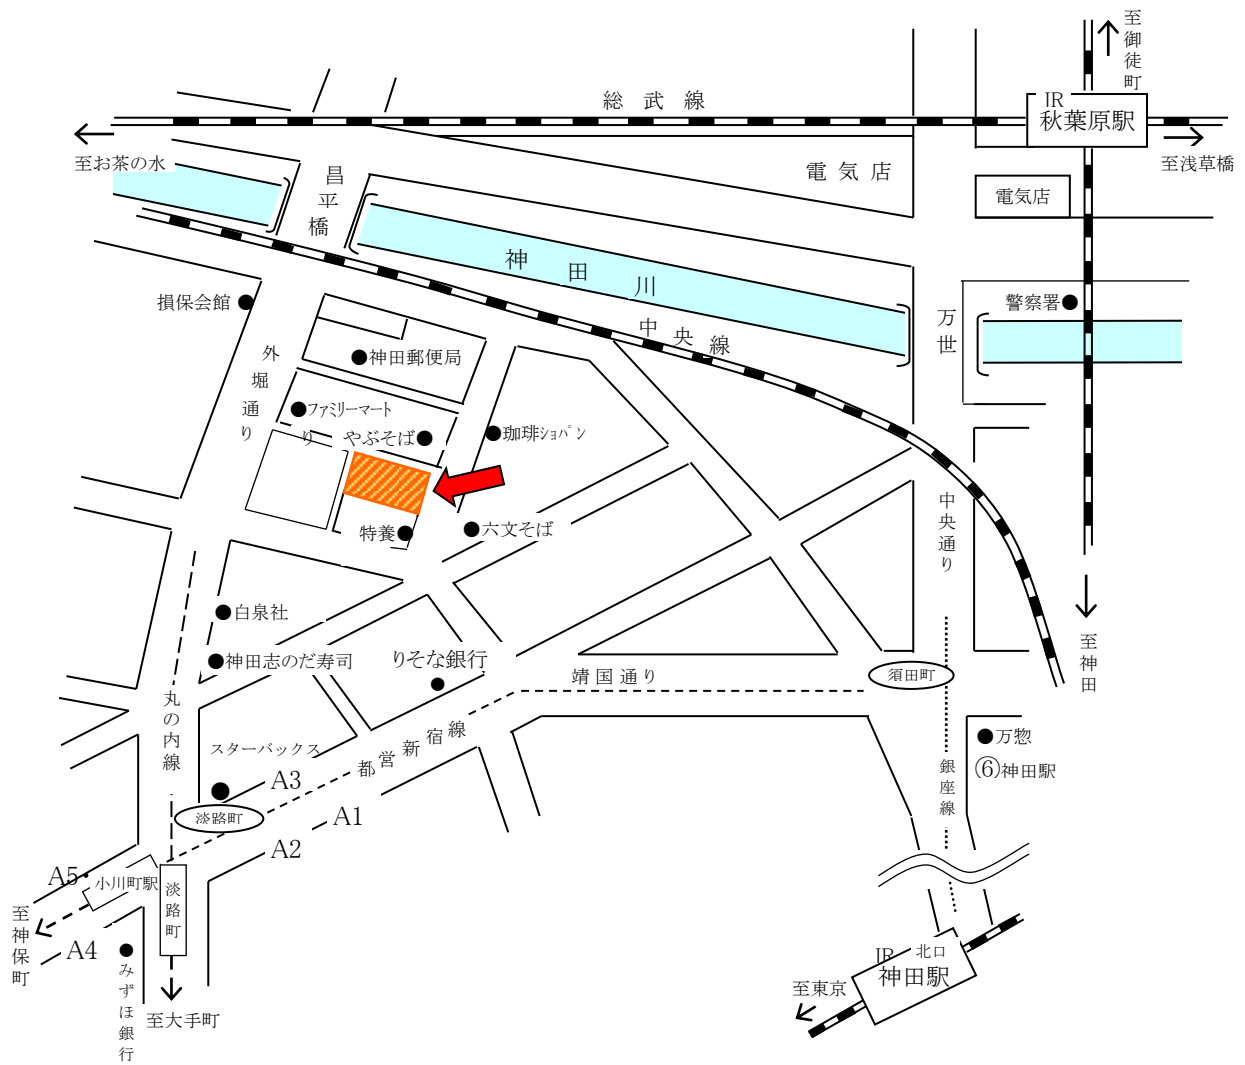 至御徒町
総武線
JR
秋葉原駅
至お茶の水
至浅草橋
昌平橋
電気店
電気店
神田川
損保会館
警察署
万世
中央線
外堀通り
神田郵便局
ファミリーマート
り
やぶそば
珈琲ショパン
特養
六文そば
中央通り
白泉社
神田志のだ寿司
りそな銀行
靖国通り
須田町
至神田
丸の内線
都営新宿線
スターバックス
A3
淡路町
A1
A2
万惣
⑥神田駅
銀座線
A5
小川町駅
淡路町
至神保町
A4
みずほ銀行
至大手町
JR
北口
神田駅
至東京